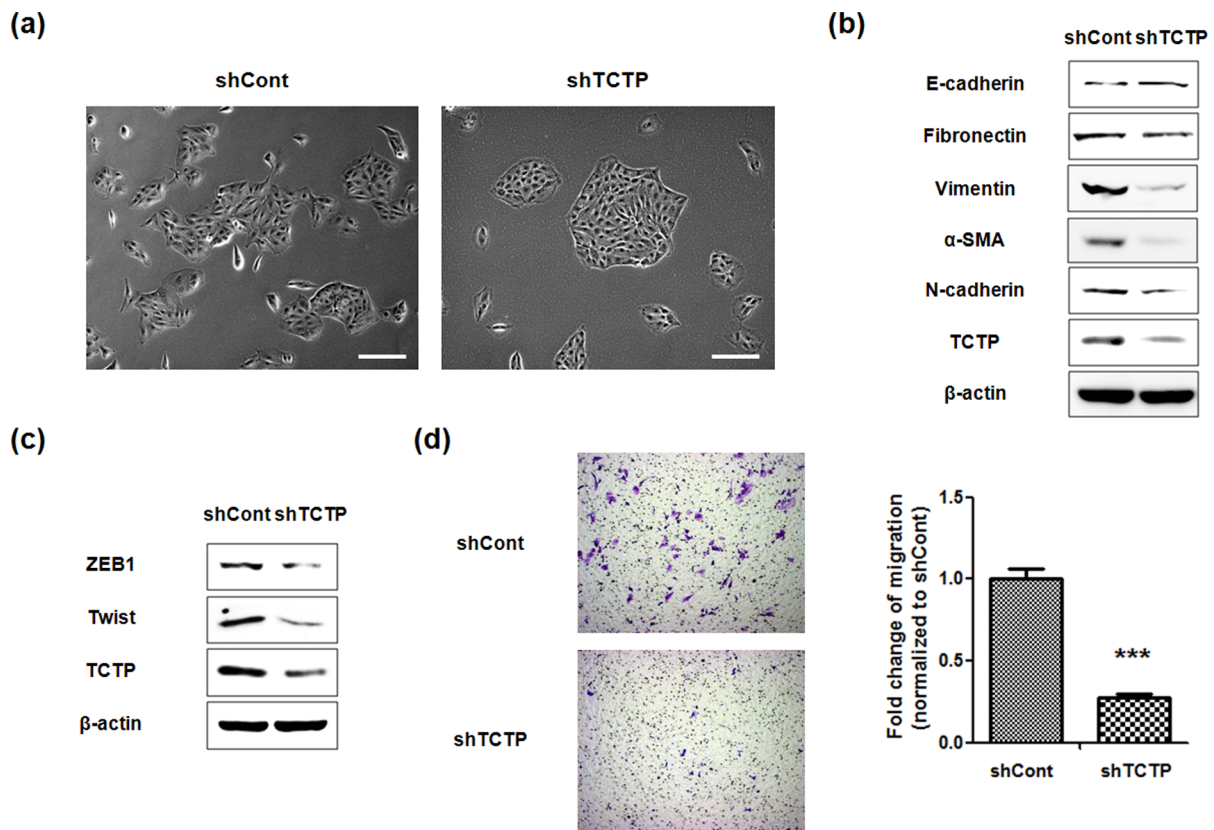 (a)
shCont
shTCTP
(b)
shCont shTCTP
E-cadherin
Fibronectin
Vimentin
α-SMA
N-cadherin
TCTP
β-actin
(c)
shCont shTCTP
ZEB1
Twist
TCTP
β-actin
(d)
shCont
shTCTP
Fold change of migration
(normalized to shCont)
1.5
1.0
0.5
0.0
***
shCont
shTCTP